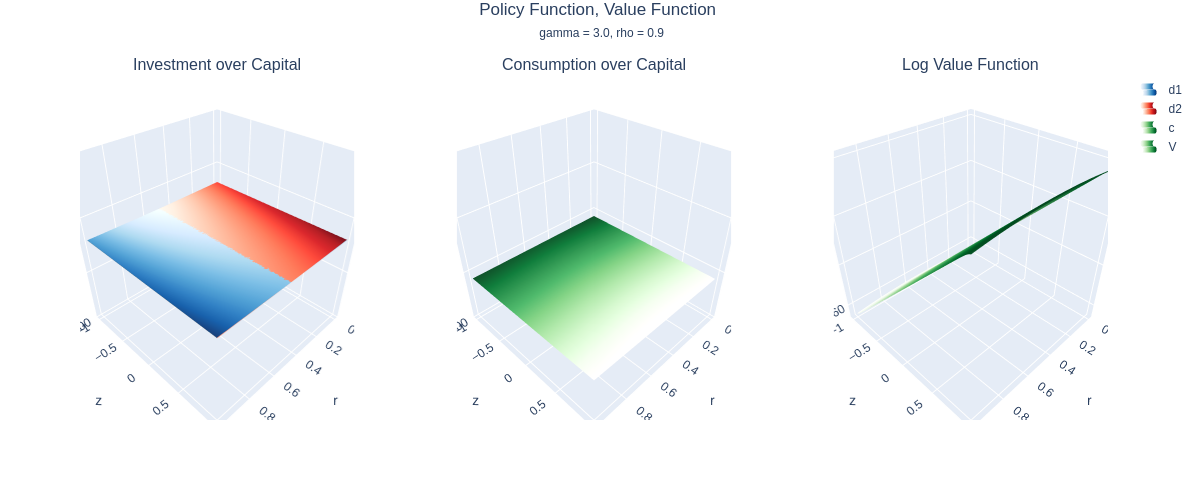 Policy Function, Value Function
gamma = 3.0, rho = 0.9
Investment over Capital
Consumption over Capital
Log Value Function
d1
d2
c
V
−0.5
0
0.5
z
0.2
0.4
0.6
0.8
r
−0.5
0
0.5
z
0
0.2
0.4
0.6
0.8
r
−1
−0.5
0
0.5
z
0
0.2
0.4
0.6
0.8
r